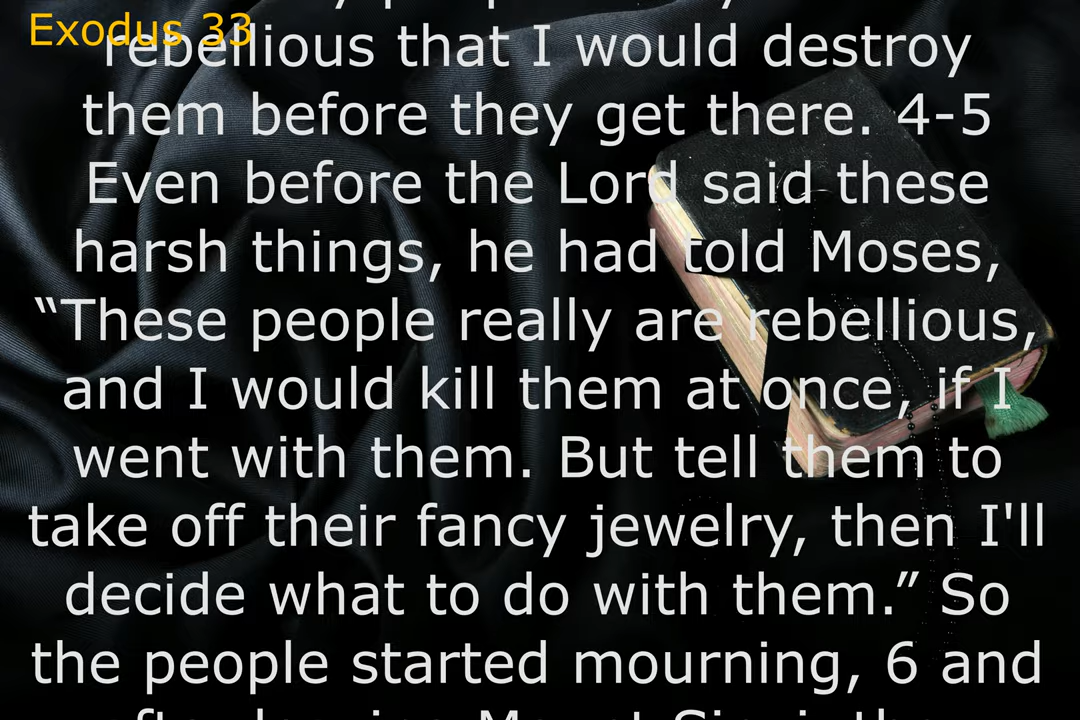 Exodus 33
rebellious that I would destroy
them before they get there. 4-5
Even before the Lord said these
harsh things, he had told Moses,
“These people really are rebellious,
and I would kill them at once, if I
went with them. But tell them to
take off their fancy jewelry, then I'll
decide what to do with them.” So
the people started mourning, 6 and